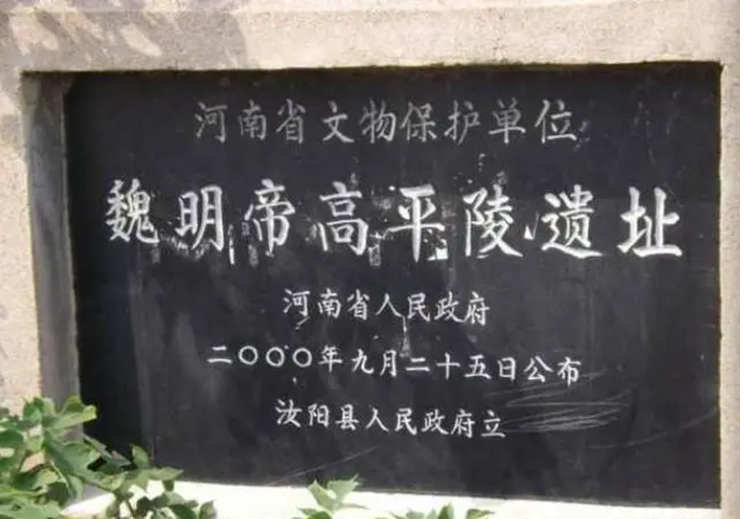 河南省文物保护单位
魏明帝高平陵遗址
河南省人民政府
二〇〇〇年九月二十五日公布
汝阳县人民政府立